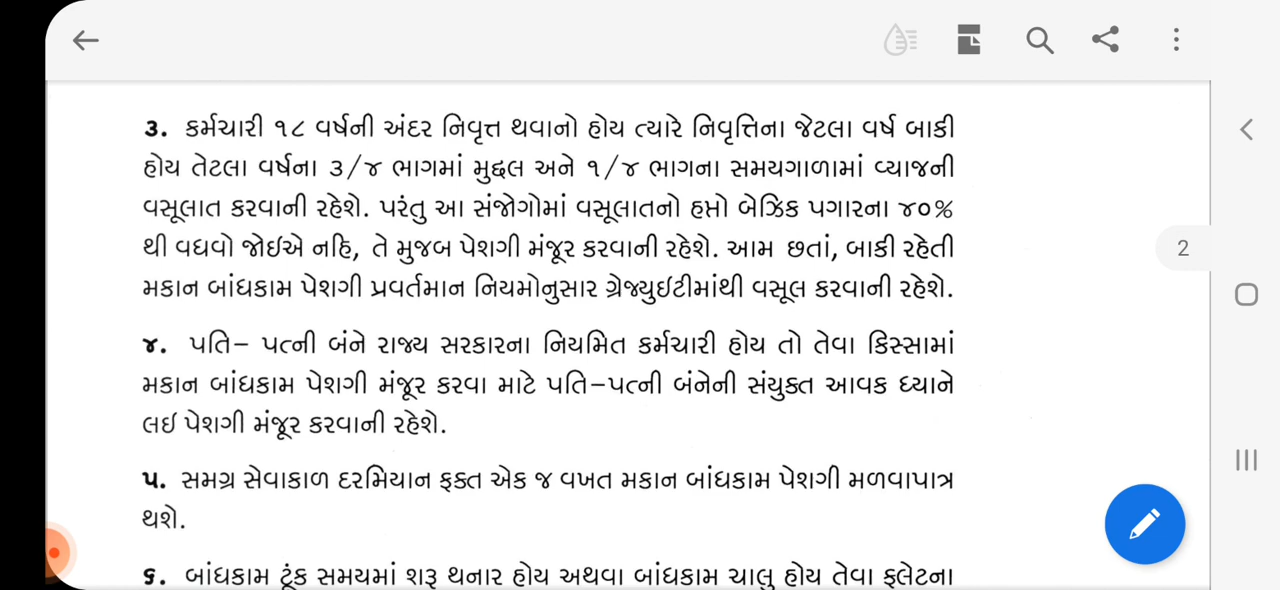 ૩. કર્મચારી ૧૮ વર્ષની અંદર નિવૃત્ત થવાનો હોય ત્યારે નિવૃત્તિના જેટલા વર્ષ બાકી
હોય તેટલા વર્ષના ૩/૪ ભાગમાં મુદ્દલ અને ૧/૪ ભાગના સમયગાળામાં વ્યાજની
વસૂલાત કરવાની રહેશે. પરંતુ આ સંજોગોમાં વસૂલાતનો હપ્તો બેઝિક પગારના ૪૦%
થી વધવો જોઇએ નહિ, તે મુજબ પેશગી મંજૂર કરવાની રહેશે. આમ છતાં, બાકી રહેતી
મકાન બાંધકામ પેશગી પ્રવર્તમાન નિયમોનુસાર ગ્રેજ્યુઇટીમાંથી વસૂલ કરવાની રહેશે.
2
૪. પતિ– પત્ની બંને રાજ્ય સરકારના નિયમિત કર્મચારી હોય તો તેવા કિસ્સામાં
મકાન બાંધકામ પેશગી મંજૂર કરવા માટે પતિ–પત્ની બંનેની સંયુક્ત આવક ધ્યાને
લઇ પેશગી મંજૂર કરવાની રહેશે.
૫. સમગ્ર સેવાકાળ દરમિયાન ફક્ત એક જ વખત મકાન બાંધકામ પેશગી મળવાપાત્ર
થશે.
૬. બાંધકામ ટૂંક સમયમાં શરૂ થનાર હોય અથવા બાંધકામ ચાલુ હોય તેવા ફ્લેટના